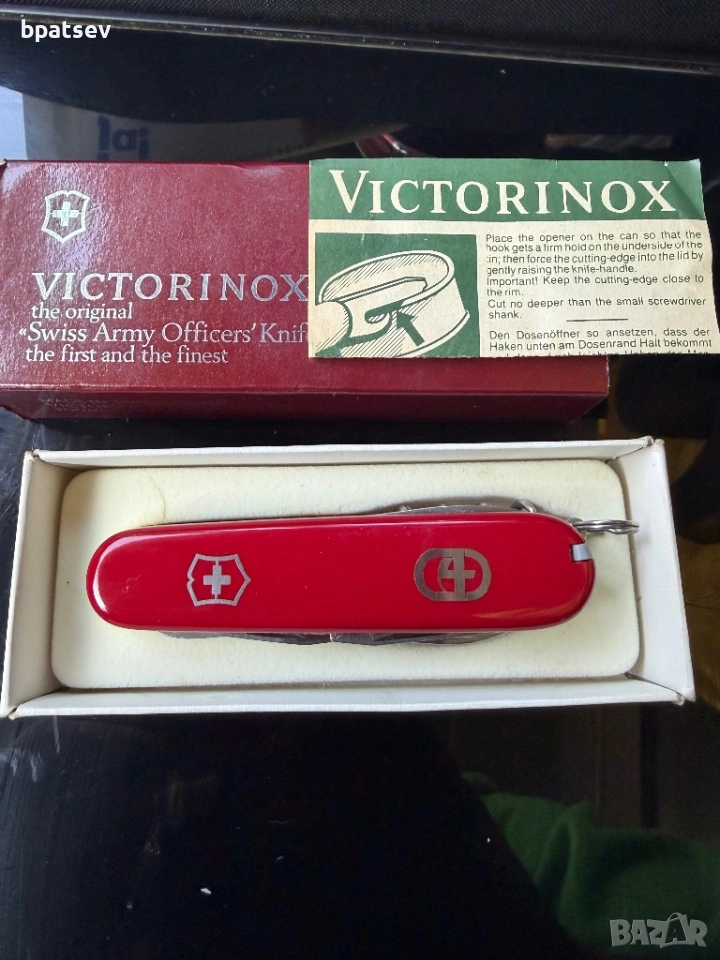 bpatsev
VICTORINOX
the original
«Swiss Army Officers' Knif
the first and the finest
VICTORINOX
Place the opener on the can so that the
hook gets a firm hold on the underside of the
tin; then force the cutting-edge into the lid by
gently raising the knife-handle.
Important! Keep the cutting-edge close to
the rim.
Cut no deeper than the small screwdriver
shank.
Den Dosenöffner so ansetzen, dass der
Haken unten am Dosenrand Halt bekommt
BAZAR